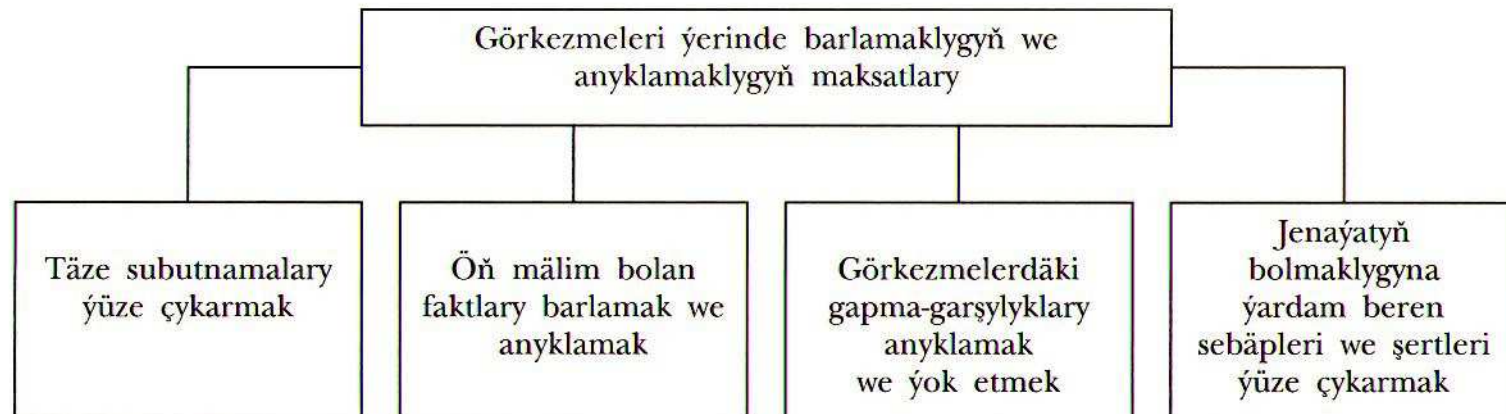 Görkezmeleri ýerinde barlamaklygyň we
anyklamaklygyň maksatlary
Täze subutnamalary
ýüze çykarmak
Öň mälim bolan
faktlary barlamak we
anyklamak
Görkezmelerdäki
gapma-garşylyklary
anyklamak
we ýok etmek
Jenaýatyň
bolmaklygyna
ýardam beren
sebäpleri we şertleri
ýüze çykarmak